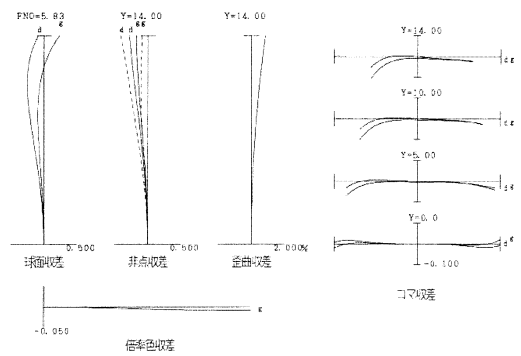 FNO=5.83
d g
0.500
球面収差
Y=14.00
d d g g
0.500
非点収差
Y=14.00
2.000%
歪曲収差
g
-0.050
倍率色収差
Y=14.00
d g
Y=10.00
d g
Y=5.00
d g
Y=0.0
d g
-0.100
コマ収差